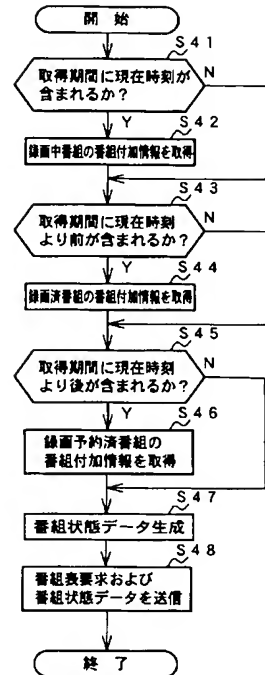 開始
S41
取得期間に現在時刻が
含まれるか?
N
Y
S42
録画中番組の番組付加情報を取得
S43
取得期間に現在時刻
より前が含まれるか?
N
Y
S44
録画済番組の番組付加情報を取得
S45
取得期間に現在時刻
より後が含まれるか?
N
Y
S46
録画予約済番組の
番組付加情報を取得
S47
番組状態データ生成
S48
番組表要求および
番組状態データを送信
終了